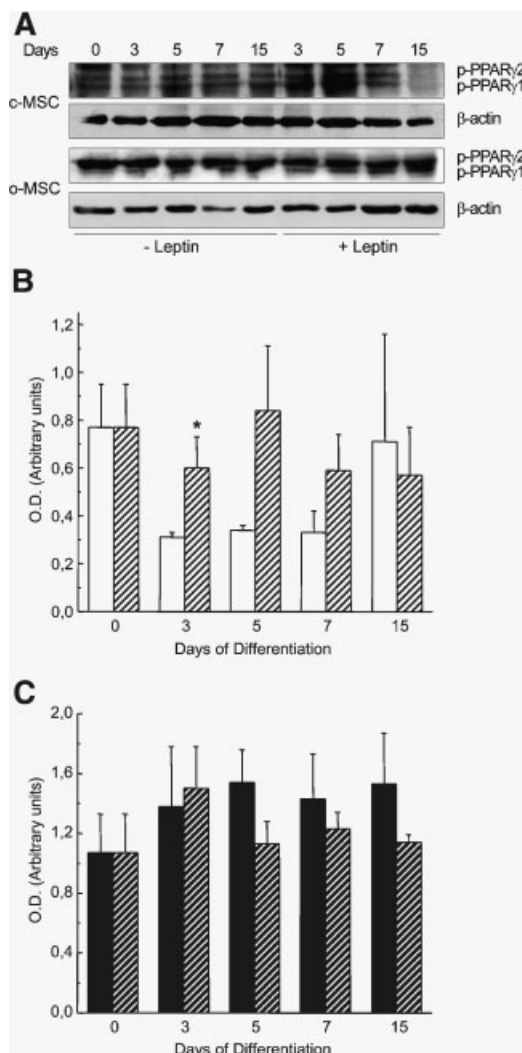 A
Days 0 3 5 7 15 3 5 7 15
c-MSC
p-PPARγ2
p-PPARγ1
β-actin
o-MSC
p-PPARγ2
p-PPARγ1
β-actin
- Leptin + Leptin
B
1,2
1,0
0,8
0,6
0,4
0,2
0,0
O.D. (Arbitrary units)
*
0 3 5 7 15
Days of Differentiation
C
2,0
1,6
1,2
0,8
0,4
0,0
O.D. (Arbitrary units)
0 3 5 7 15
Days of Differentiation